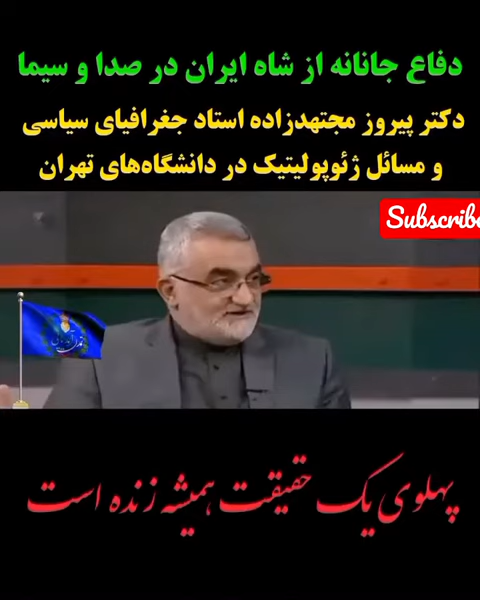 دفاع جانانه از شاه ایران در صدا و سیما
دکتر پیروز مجتهدزاده استاد جغرافیای سیاسی
و مسائل ژئوپولیتیک در دانشگاه‌های تهران
Subscribe
پهلوی یک حقیقت همیشه زنده است